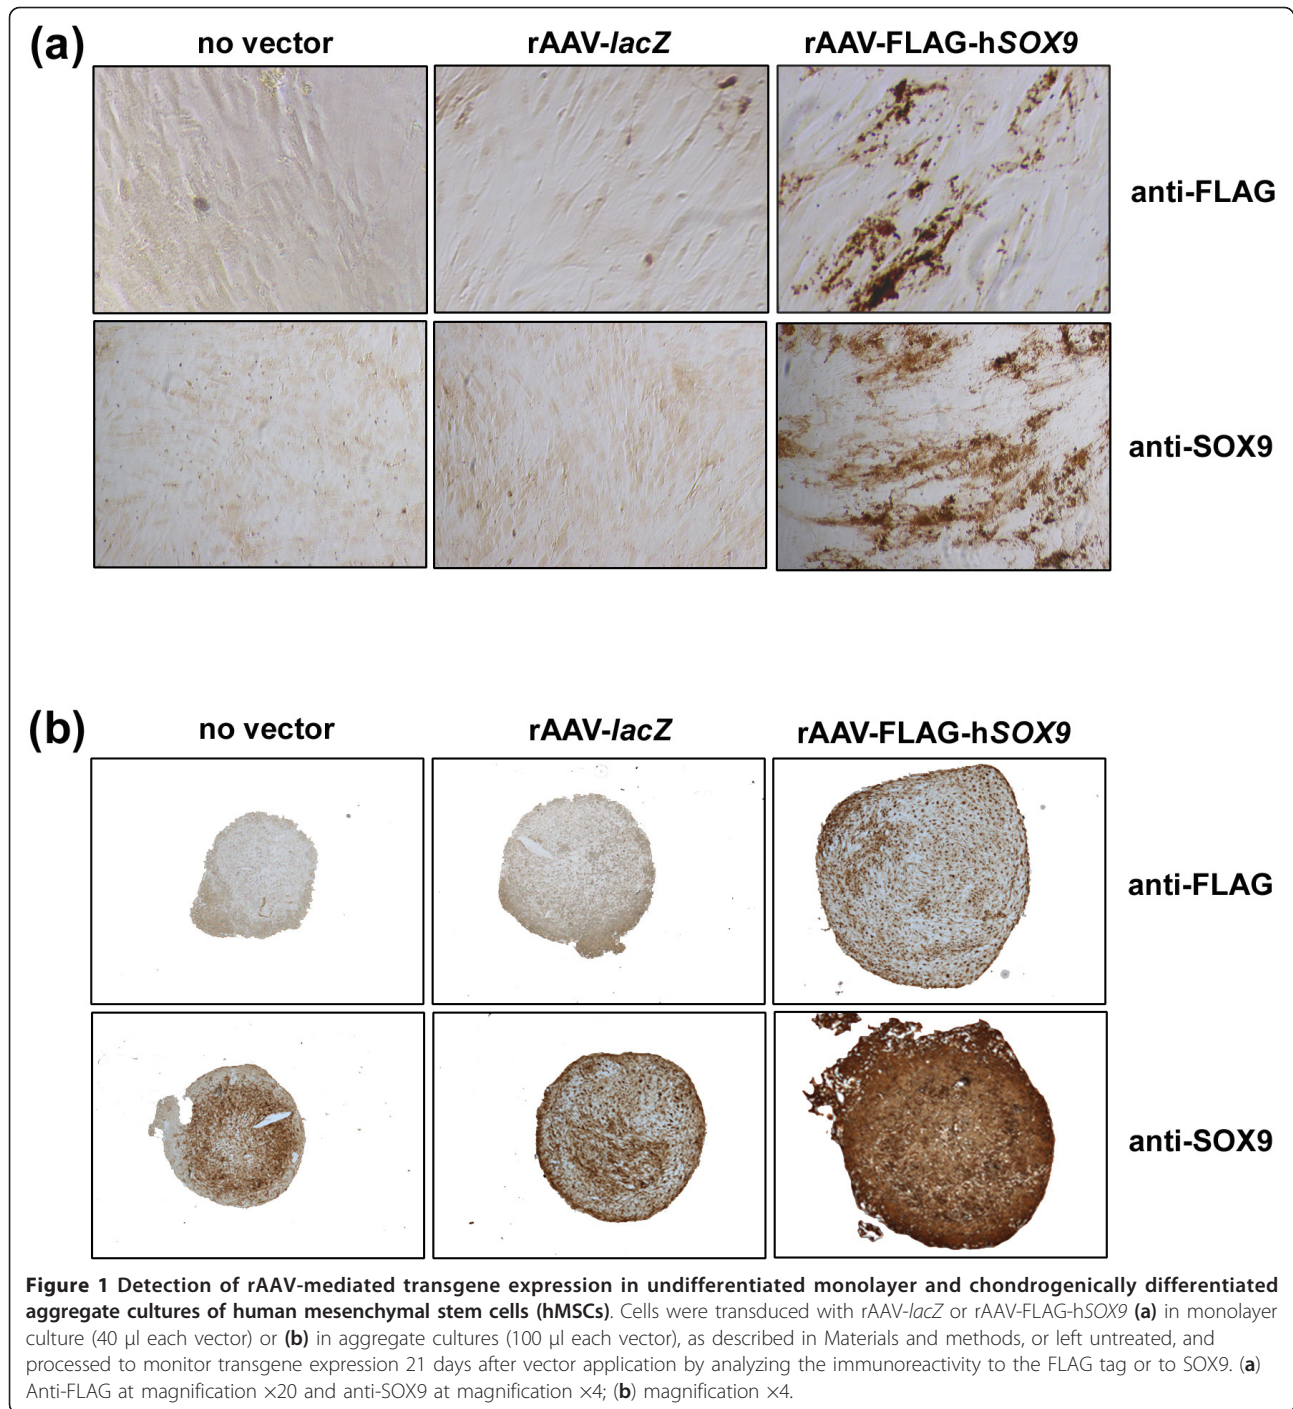 (a)
no vector
rAAV-lacZ
rAAV-FLAG-hSOX9
anti-FLAG
anti-SOX9
(b)
no vector
rAAV-lacZ
rAAV-FLAG-hSOX9
anti-FLAG
anti-SOX9
Figure 1 Detection of rAAV-mediated transgene expression in undifferentiated monolayer and chondrogenically differentiated
aggregate cultures of human mesenchymal stem cells (hMSCs). Cells were transduced with rAAV-lacZ or rAAV-FLAG-hSOX9 (a) in monolayer
culture (40 μl each vector) or (b) in aggregate cultures (100 μl each vector), as described in Materials and methods, or left untreated, and
processed to monitor transgene expression 21 days after vector application by analyzing the immunoreactivity to the FLAG tag or to SOX9. (a)
Anti-FLAG at magnification ×20 and anti-SOX9 at magnification ×4; (b) magnification ×4.